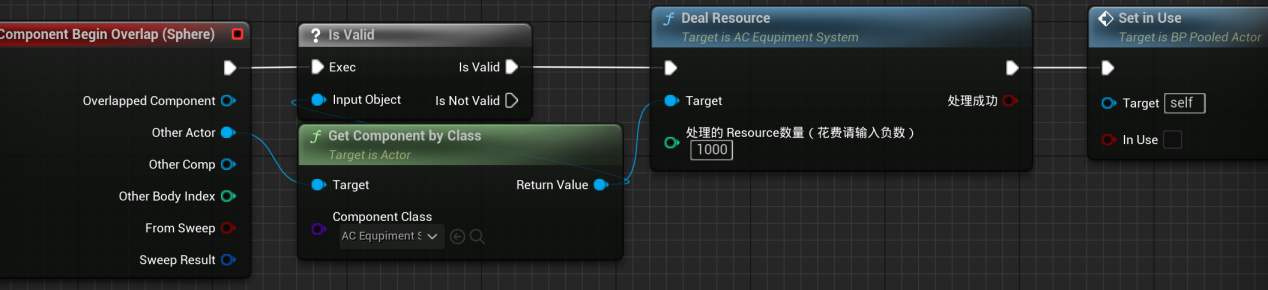 Component Begin Overlap (Sphere)
Overlapped Component
Other Actor
Other Comp
Other Body Index
From Sweep
Sweep Result
? Is Valid
Exec
Is Valid
Input Object
Is Not Valid
f Get Component by Class
Target is Actor
Target
Return Value
Component Class
AC Equpiment S
f Deal Resource
Target is AC Equpiment System
Target
处理成功
处理的 Resource数量（花费请输入负数）
1000
Set in Use
Target is BP Pooled Actor
Target
self
In Use